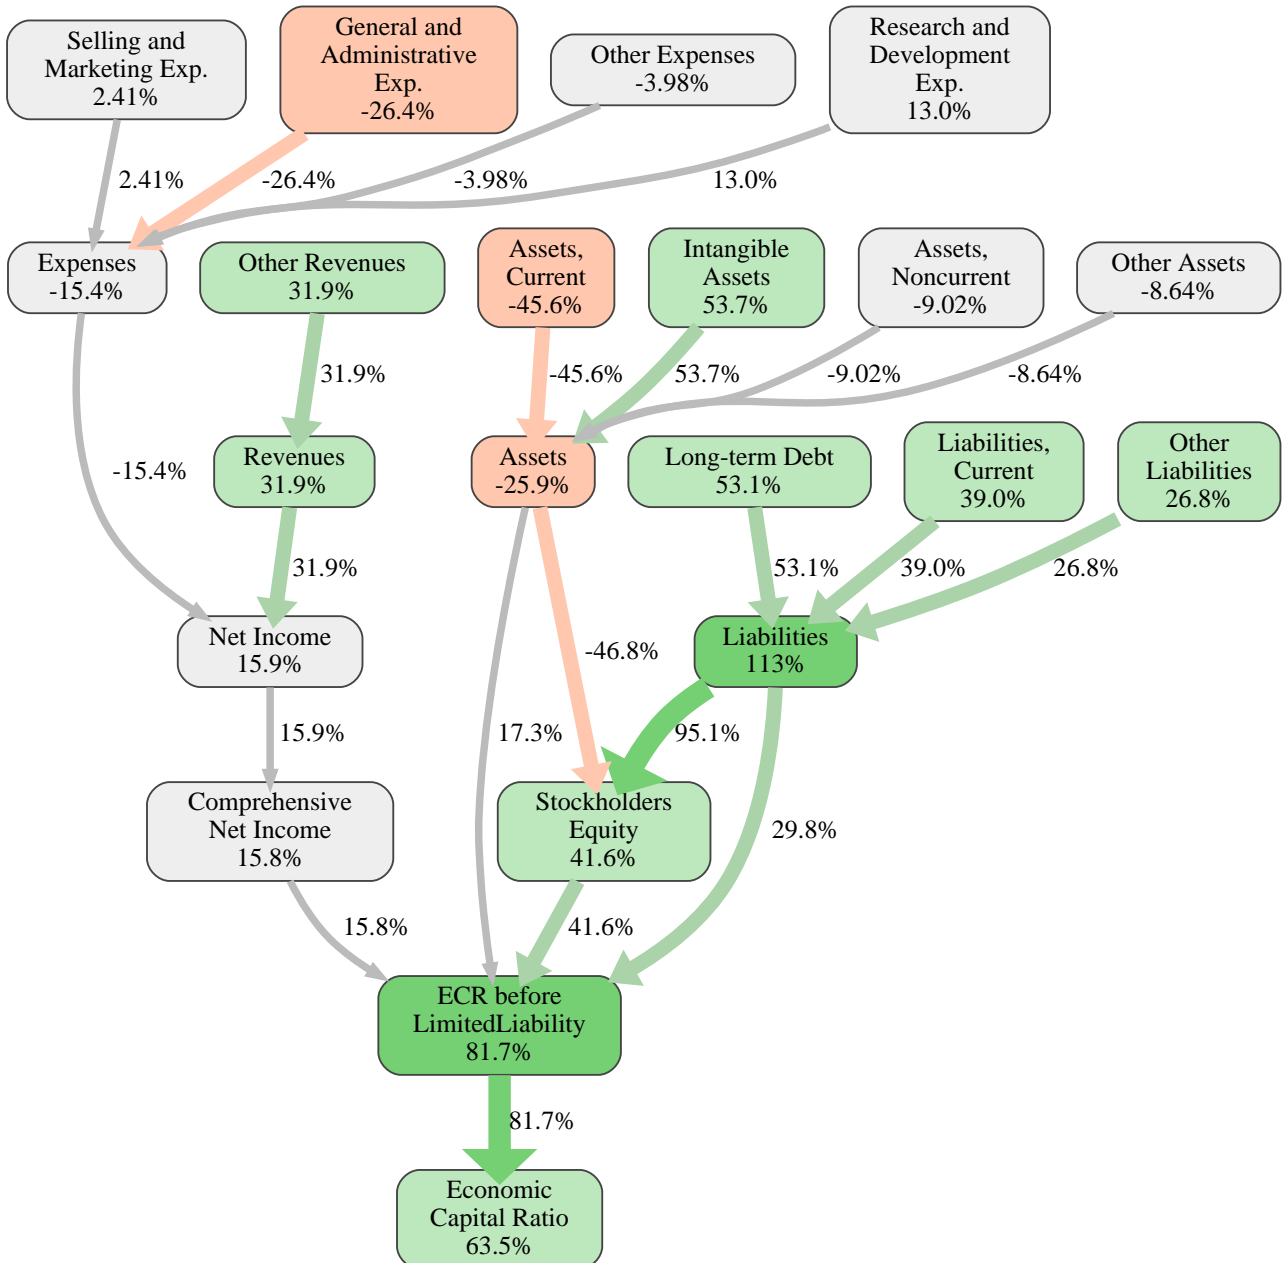 Selling and
Marketing Exp.
2.41%
General and
Administrative
Exp.
-26.4%
Other Expenses
-3.98%
Research and
Development
Exp.
13.0%
2.41%
-26.4%
-3.98%
13.0%
Expenses
-15.4%
Other Revenues
31.9%
Assets,
Current
-45.6%
Intangible
Assets
53.7%
Assets,
Noncurrent
-9.02%
Other Assets
-8.64%
31.9%
-45.6%
53.7%
-9.02%
-8.64%
-15.4%
Revenues
31.9%
Assets
-25.9%
Long-term Debt
53.1%
Liabilities,
Current
39.0%
Other
Liabilities
26.8%
31.9%
53.1%
39.0%
26.8%
Net Income
15.9%
-46.8%
Liabilities
113%
15.9%
17.3%
95.1%
Comprehensive
Net Income
15.8%
Stockholders
Equity
41.6%
29.8%
15.8%
41.6%
ECR before
LimitedLiability
81.7%
81.7%
Economic
Capital Ratio
63.5%